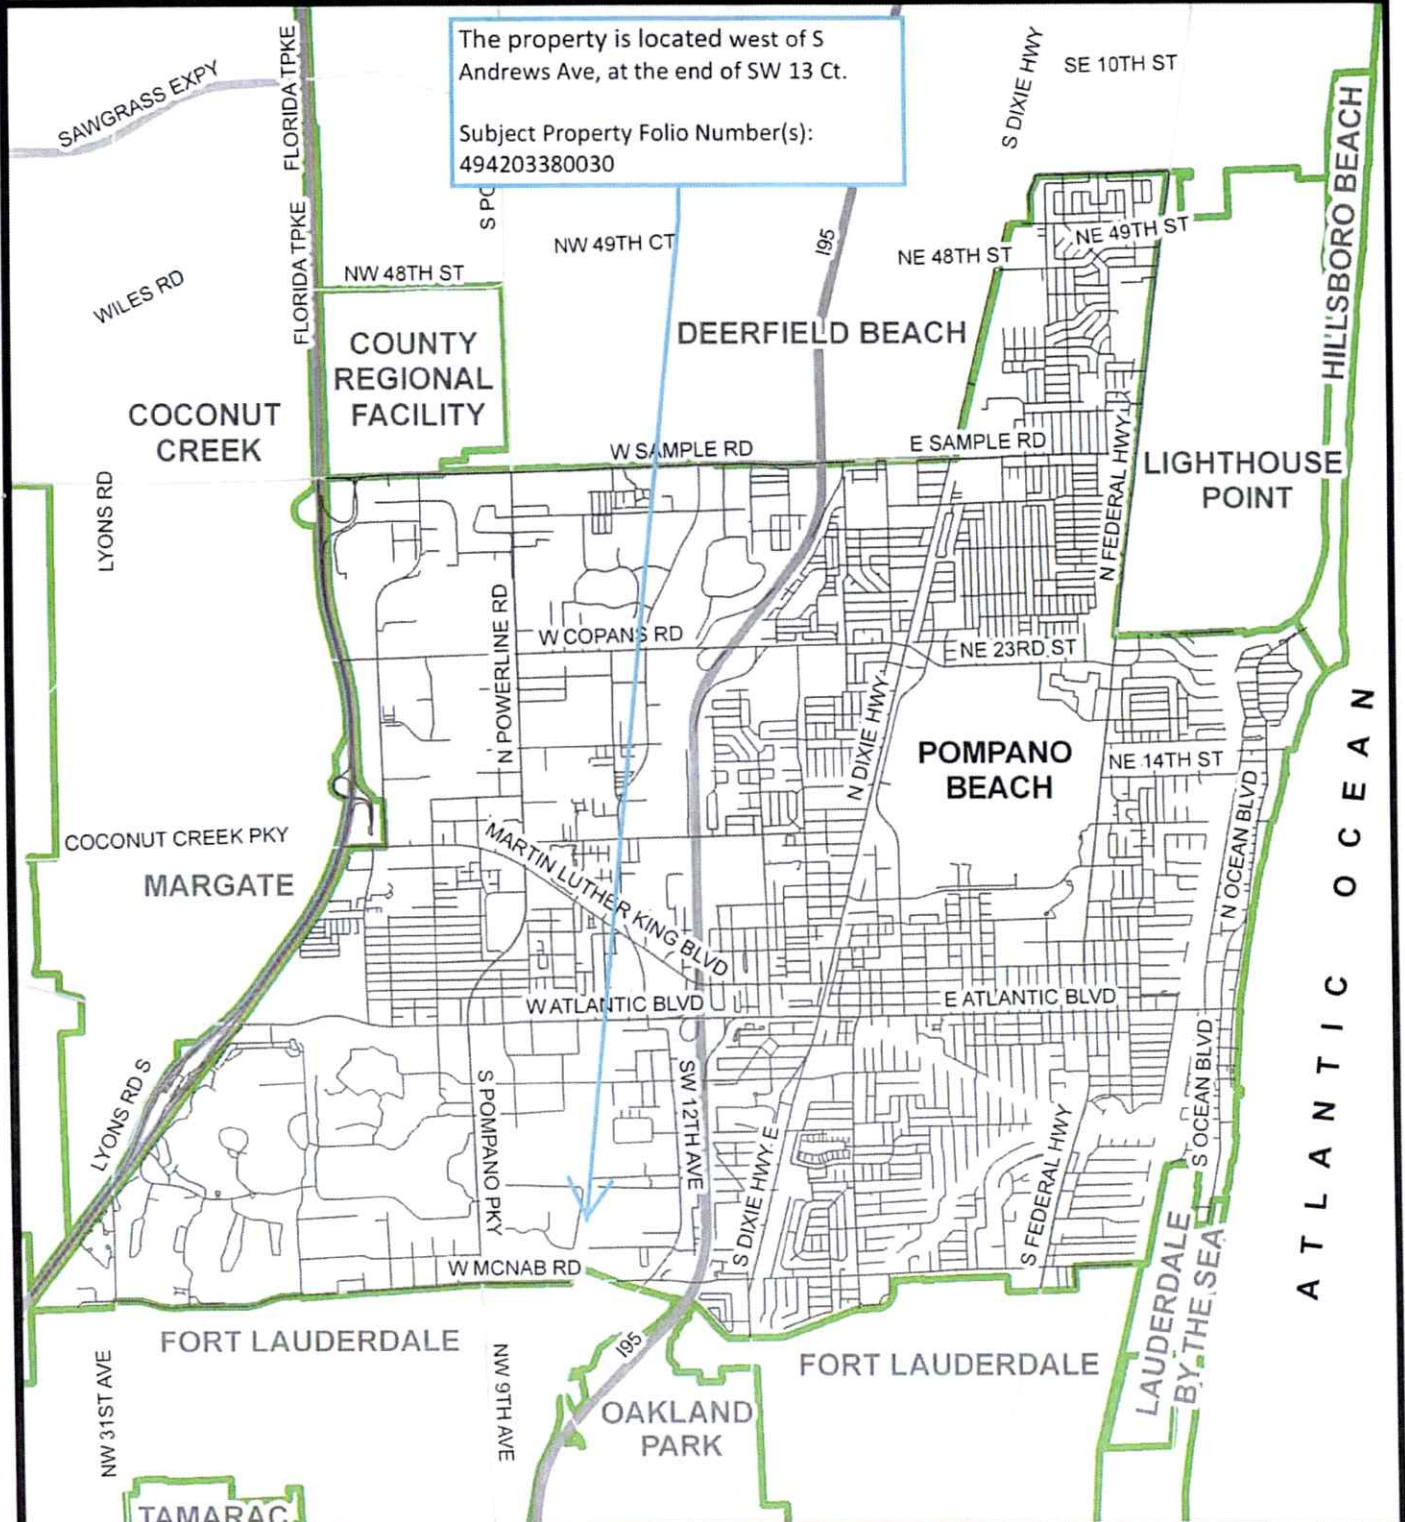 The property is located west of S
Andrews Ave, at the end of SW 13 Ct.
Subject Property Folio Number(s):
494203380030
SAWGRASS EXPY
FLORIDA TPKE
FLORIDA TPKE
S DIXIE HWY
SE 10TH ST
HILLSBORO BEACH
S PO
NW 49TH CT
I95
NE 48TH ST
NE 49TH ST
NW 48TH ST
WILES RD
COUNTY
REGIONAL
FACILITY
DEERFIELD BEACH
COCONUT
CREEK
W SAMPLE RD
E SAMPLE RD
LIGHTHOUSE
POINT
LYONS RD
N FEDERAL HWY
N POWERLINE RD
W COPANS RD
NE 23RD ST
N DIXIE HWY
POMPANO
BEACH
NE 14TH ST
N OCEAN BLVD
ATLANTIC OCEAN
COCONUT CREEK PKY
MARGATE
MARTIN LUTHER KING BLVD
W ATLANTIC BLVD
E ATLANTIC BLVD
LYONS RD S
S POMPANO PKY
SW 12TH AVE
S DIXIE HWY E
S FEDERAL HWY
S OCEAN BLVD
W MCNAB RD
LAUDERDALE
BY THE SEA
FORT LAUDERDALE
I95
FORT LAUDERDALE
NW 31ST AVE
NW 9TH AVE
OAKLAND
PARK
TAMARAC